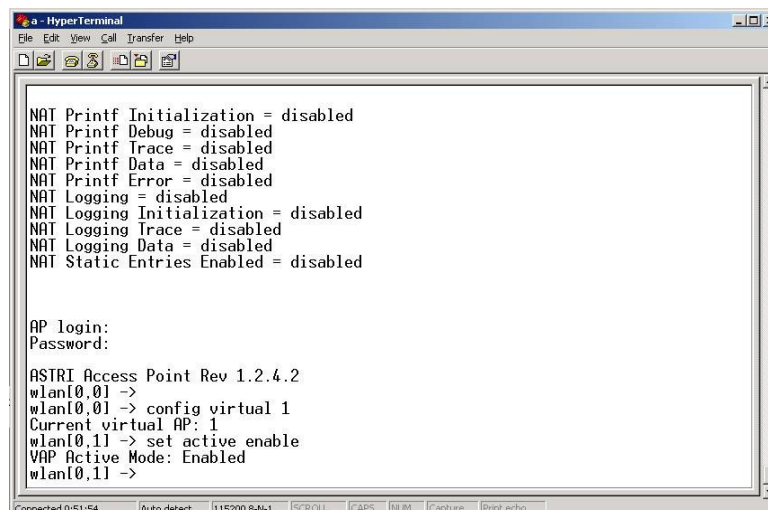 a - HyperTerminal
File Edit View Call Transfer Help
NAT Printf Initialization = disabled
NAT Printf Debug = disabled
NAT Printf Trace = disabled
NAT Printf Data = disabled
NAT Printf Error = disabled
NAT Logging = disabled
NAT Logging Initialization = disabled
NAT Logging Trace = disabled
NAT Logging Data = disabled
NAT Static Entries Enabled = disabled
AP login:
Password:
ASTRI Access Point Rev 1.2.4.2
wlan[0,0] ->
wlan[0,0] -> config virtual 1
Current virtual AP: 1
wlan[0,1] -> set active enable
VAP Active Mode: Enabled
wlan[0,1] ->
Connected 0:51:54 Auto detect 115200 8-N-1 SCROLL CAPS NUM Capture Print echo